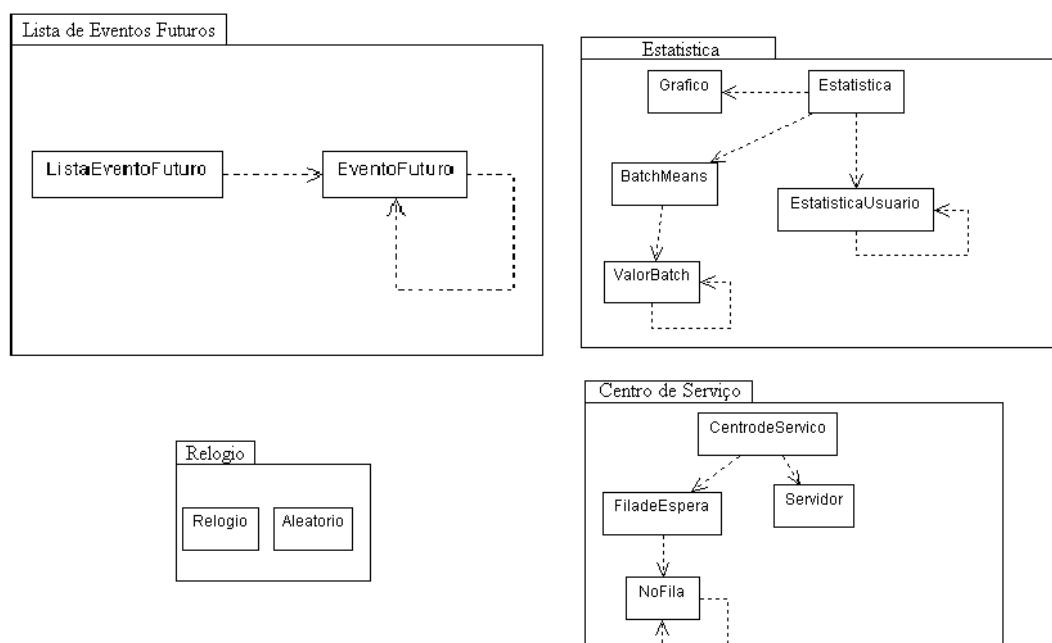 Lista de Eventos Futuros
ListaEventoFuturo
EventoFuturo
Estatistica
Grafico
Estatistica
BatchMeans
EstatisticaUsuario
ValorBatch
Relogio
Relogio
Aleatorio
Centro de Serviço
CentrodeServico
FiladeEspera
Servidor
NoFila